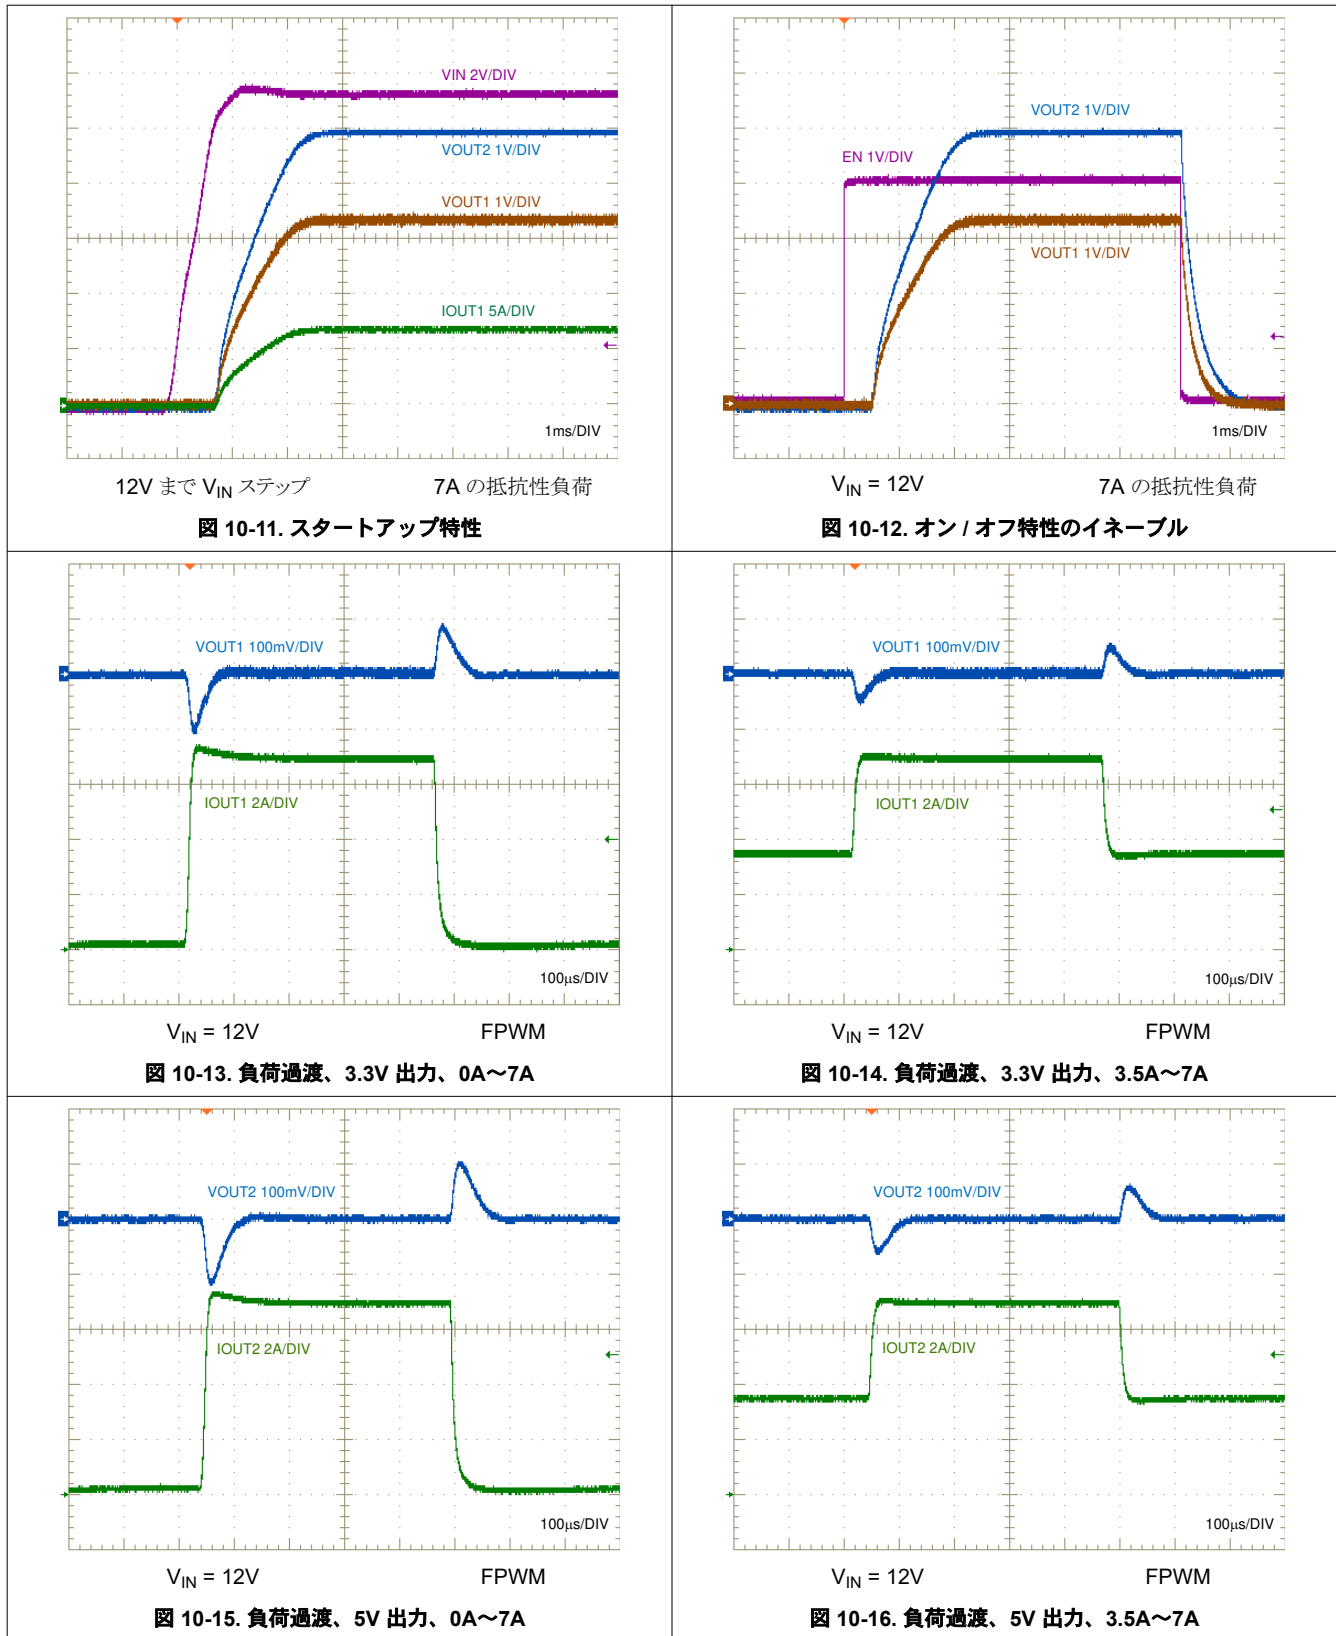 VIN 2V/DIV
VOUT2 1V/DIV
VOUT1 1V/DIV
IOUT1 5A/DIV
1ms/DIV
12V まで VIN ステップ
7A の抵抗性負荷
図 10-11. スタートアップ特性
VOUT2 1V/DIV
EN 1V/DIV
VOUT1 1V/DIV
1ms/DIV
VIN = 12V
7A の抵抗性負荷
図 10-12. オン / オフ特性のイネーブル
VOUT1 100mV/DIV
IOUT1 2A/DIV
100μs/DIV
VIN = 12V
FPWM
図 10-13. 負荷過渡、3.3V 出力、0A~7A
VOUT1 100mV/DIV
IOUT1 2A/DIV
100μs/DIV
VIN = 12V
FPWM
図 10-14. 負荷過渡、3.3V 出力、3.5A~7A
VOUT2 100mV/DIV
IOUT2 2A/DIV
100μs/DIV
VIN = 12V
FPWM
図 10-15. 負荷過渡、5V 出力、0A~7A
VOUT2 100mV/DIV
IOUT2 2A/DIV
100μs/DIV
VIN = 12V
FPWM
図 10-16. 負荷過渡、5V 出力、3.5A~7A